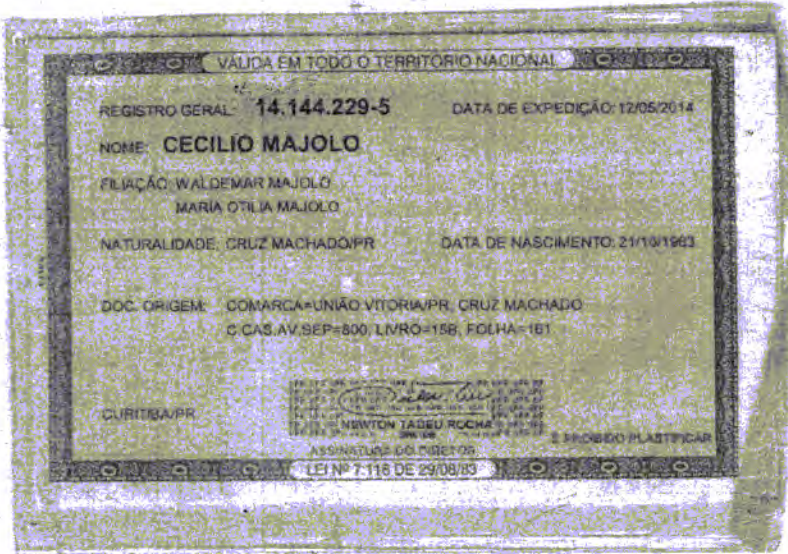 VÁLIDA EM TODO O TERRITÓRIO NACIONAL
REGISTRO GERAL: 14.144.229-5 DATA DE EXPEDIÇÃO: 12/05/2014
NOME: CECILIO MAJOLO
FILIAÇÃO: WALDEMAR MAJOLO
MARIA OTILIA MAJOLO
NATURALIDADE: CRUZ MACHADO/PR DATA DE NASCIMENTO: 21/10/1963
DOC. ORIGEM: COMARCA=UNIÃO VITORIA/PR, CRUZ MACHADO
C.CAS.AV.SEP=800, LIVRO=15B, FOLHA=161
CURITIBA/PR
NEWTON TADEU ROCHA
É PROIBIDO PLASTIFICAR
ASSINATURA DO DIRETOR
LEI Nº 7.116 DE 29/08/83